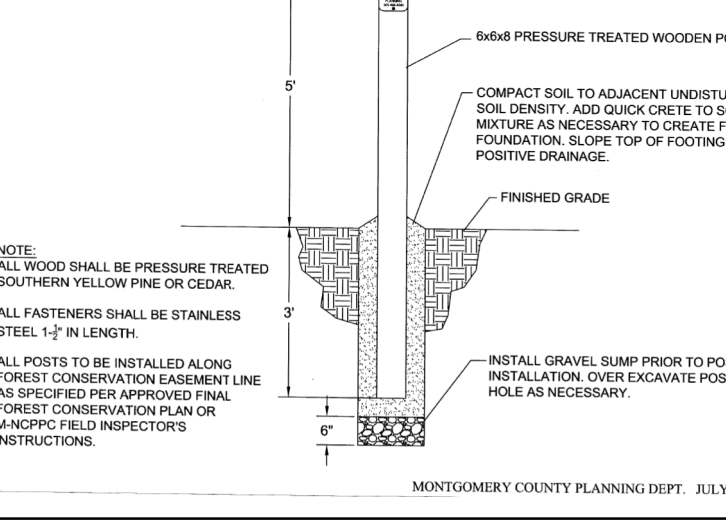 5'
6x6x8 PRESSURE TREATED WOODEN
COMPACT SOIL TO ADJACENT
SOIL DENSITY. ADD QUICK CRETE TO
MIXTURE AS NECESSARY TO CREATE
FOUNDATION. SLOPE TOP OF FOOTING
POSITIVE DRAINAGE.
FINISHED GRADE
NOTE:
ALL WOOD SHALL BE PRESSURE TREATED
SOUTHERN YELLOW PINE OR CEDAR.
ALL FASTENERS SHALL BE STAINLESS
STEEL 1-½" IN LENGTH.
ALL POSTS TO BE INSTALLED ALONG
FOREST CONSERVATION EASEMENT LINE
AS SPECIFIED PER APPROVED FINAL
FOREST CONSERVATION PLAN OR
M-NCPPC FIELD INSPECTOR'S
INSTRUCTIONS.
3'
6"
INSTALL GRAVEL SUMP PRIOR TO
INSTALLATION. OVER EXCAVATE
HOLE AS NECESSARY.
MONTGOMERY COUNTY PLANNING DEPT. JULY